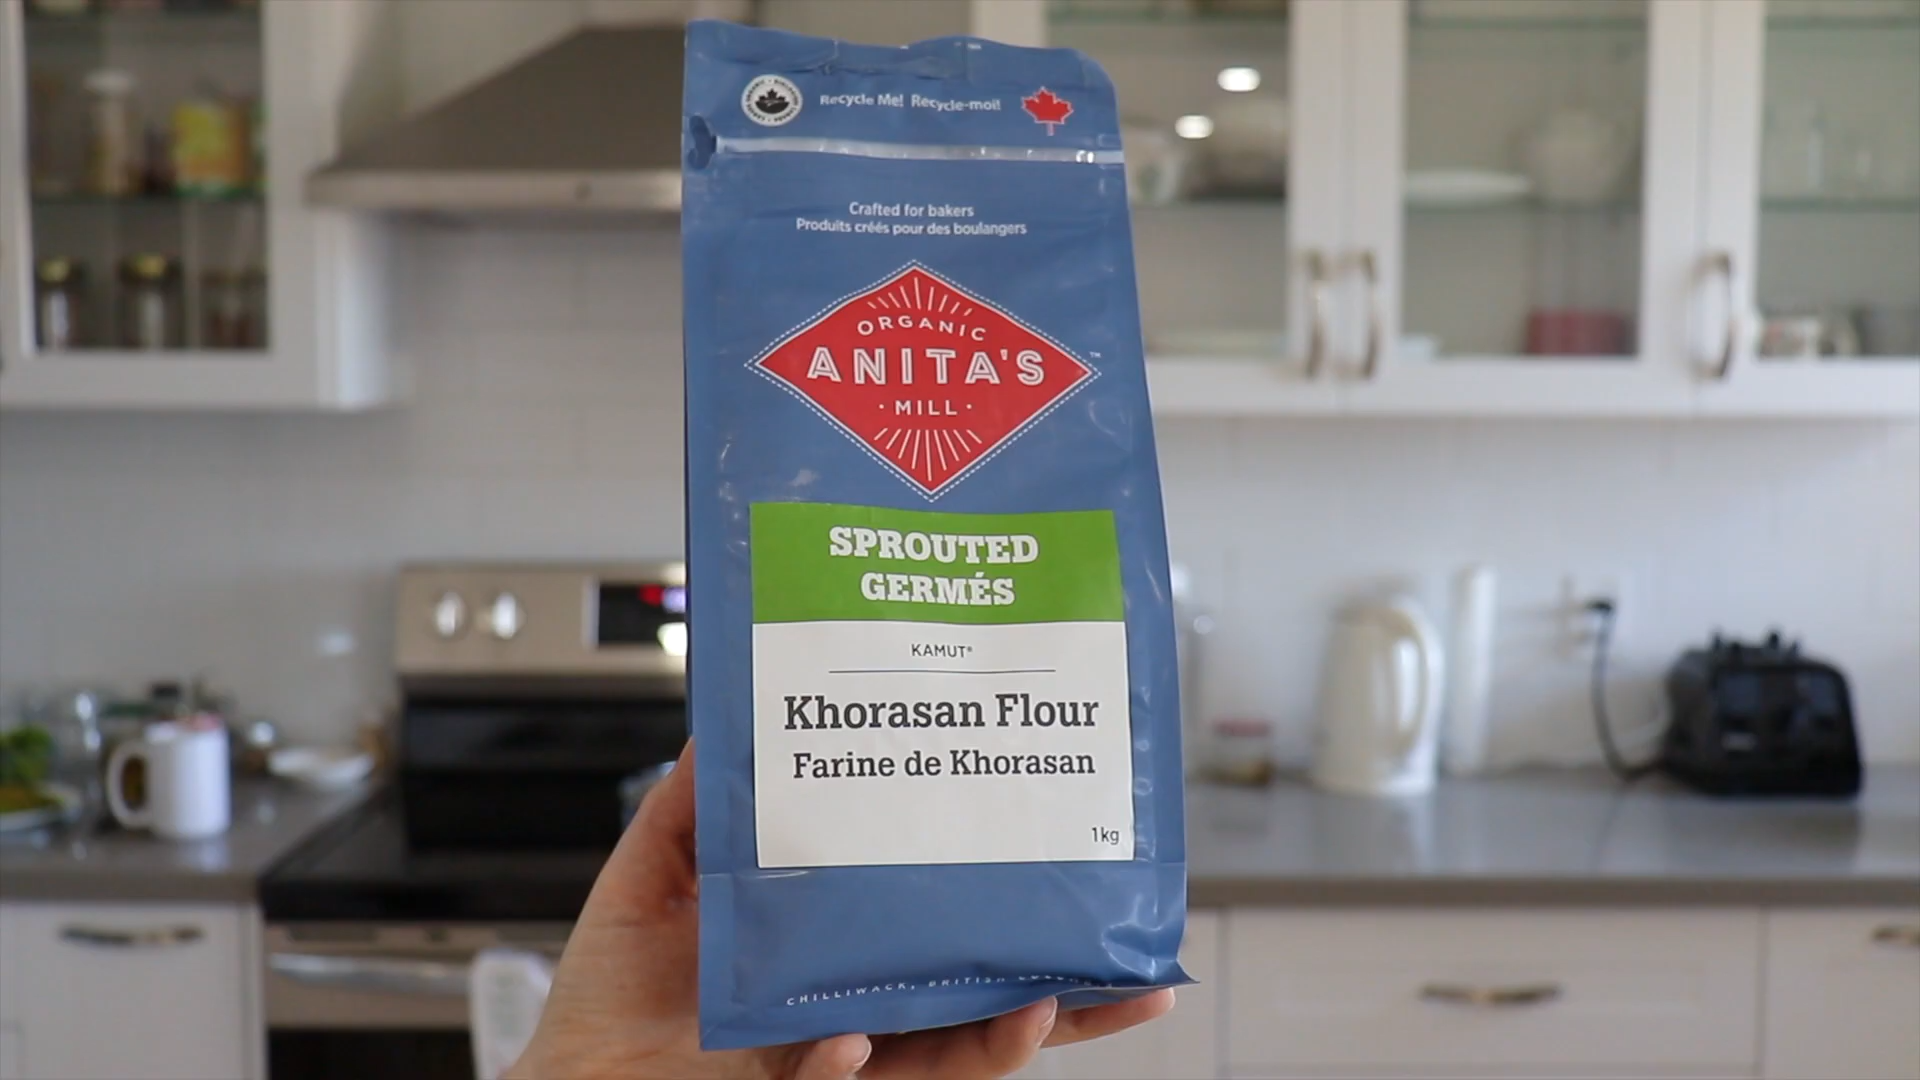 Recycle Me! Recycle-moi!
Crafted for bakers
Produits créés pour des boulangers
ORGANIC
ANITA'S™
· MILL ·
SPROUTED
GERMÉS
KAMUT®
Khorasan Flour
Farine de Khorasan
1kg
CHILLIWACK, BRITISH